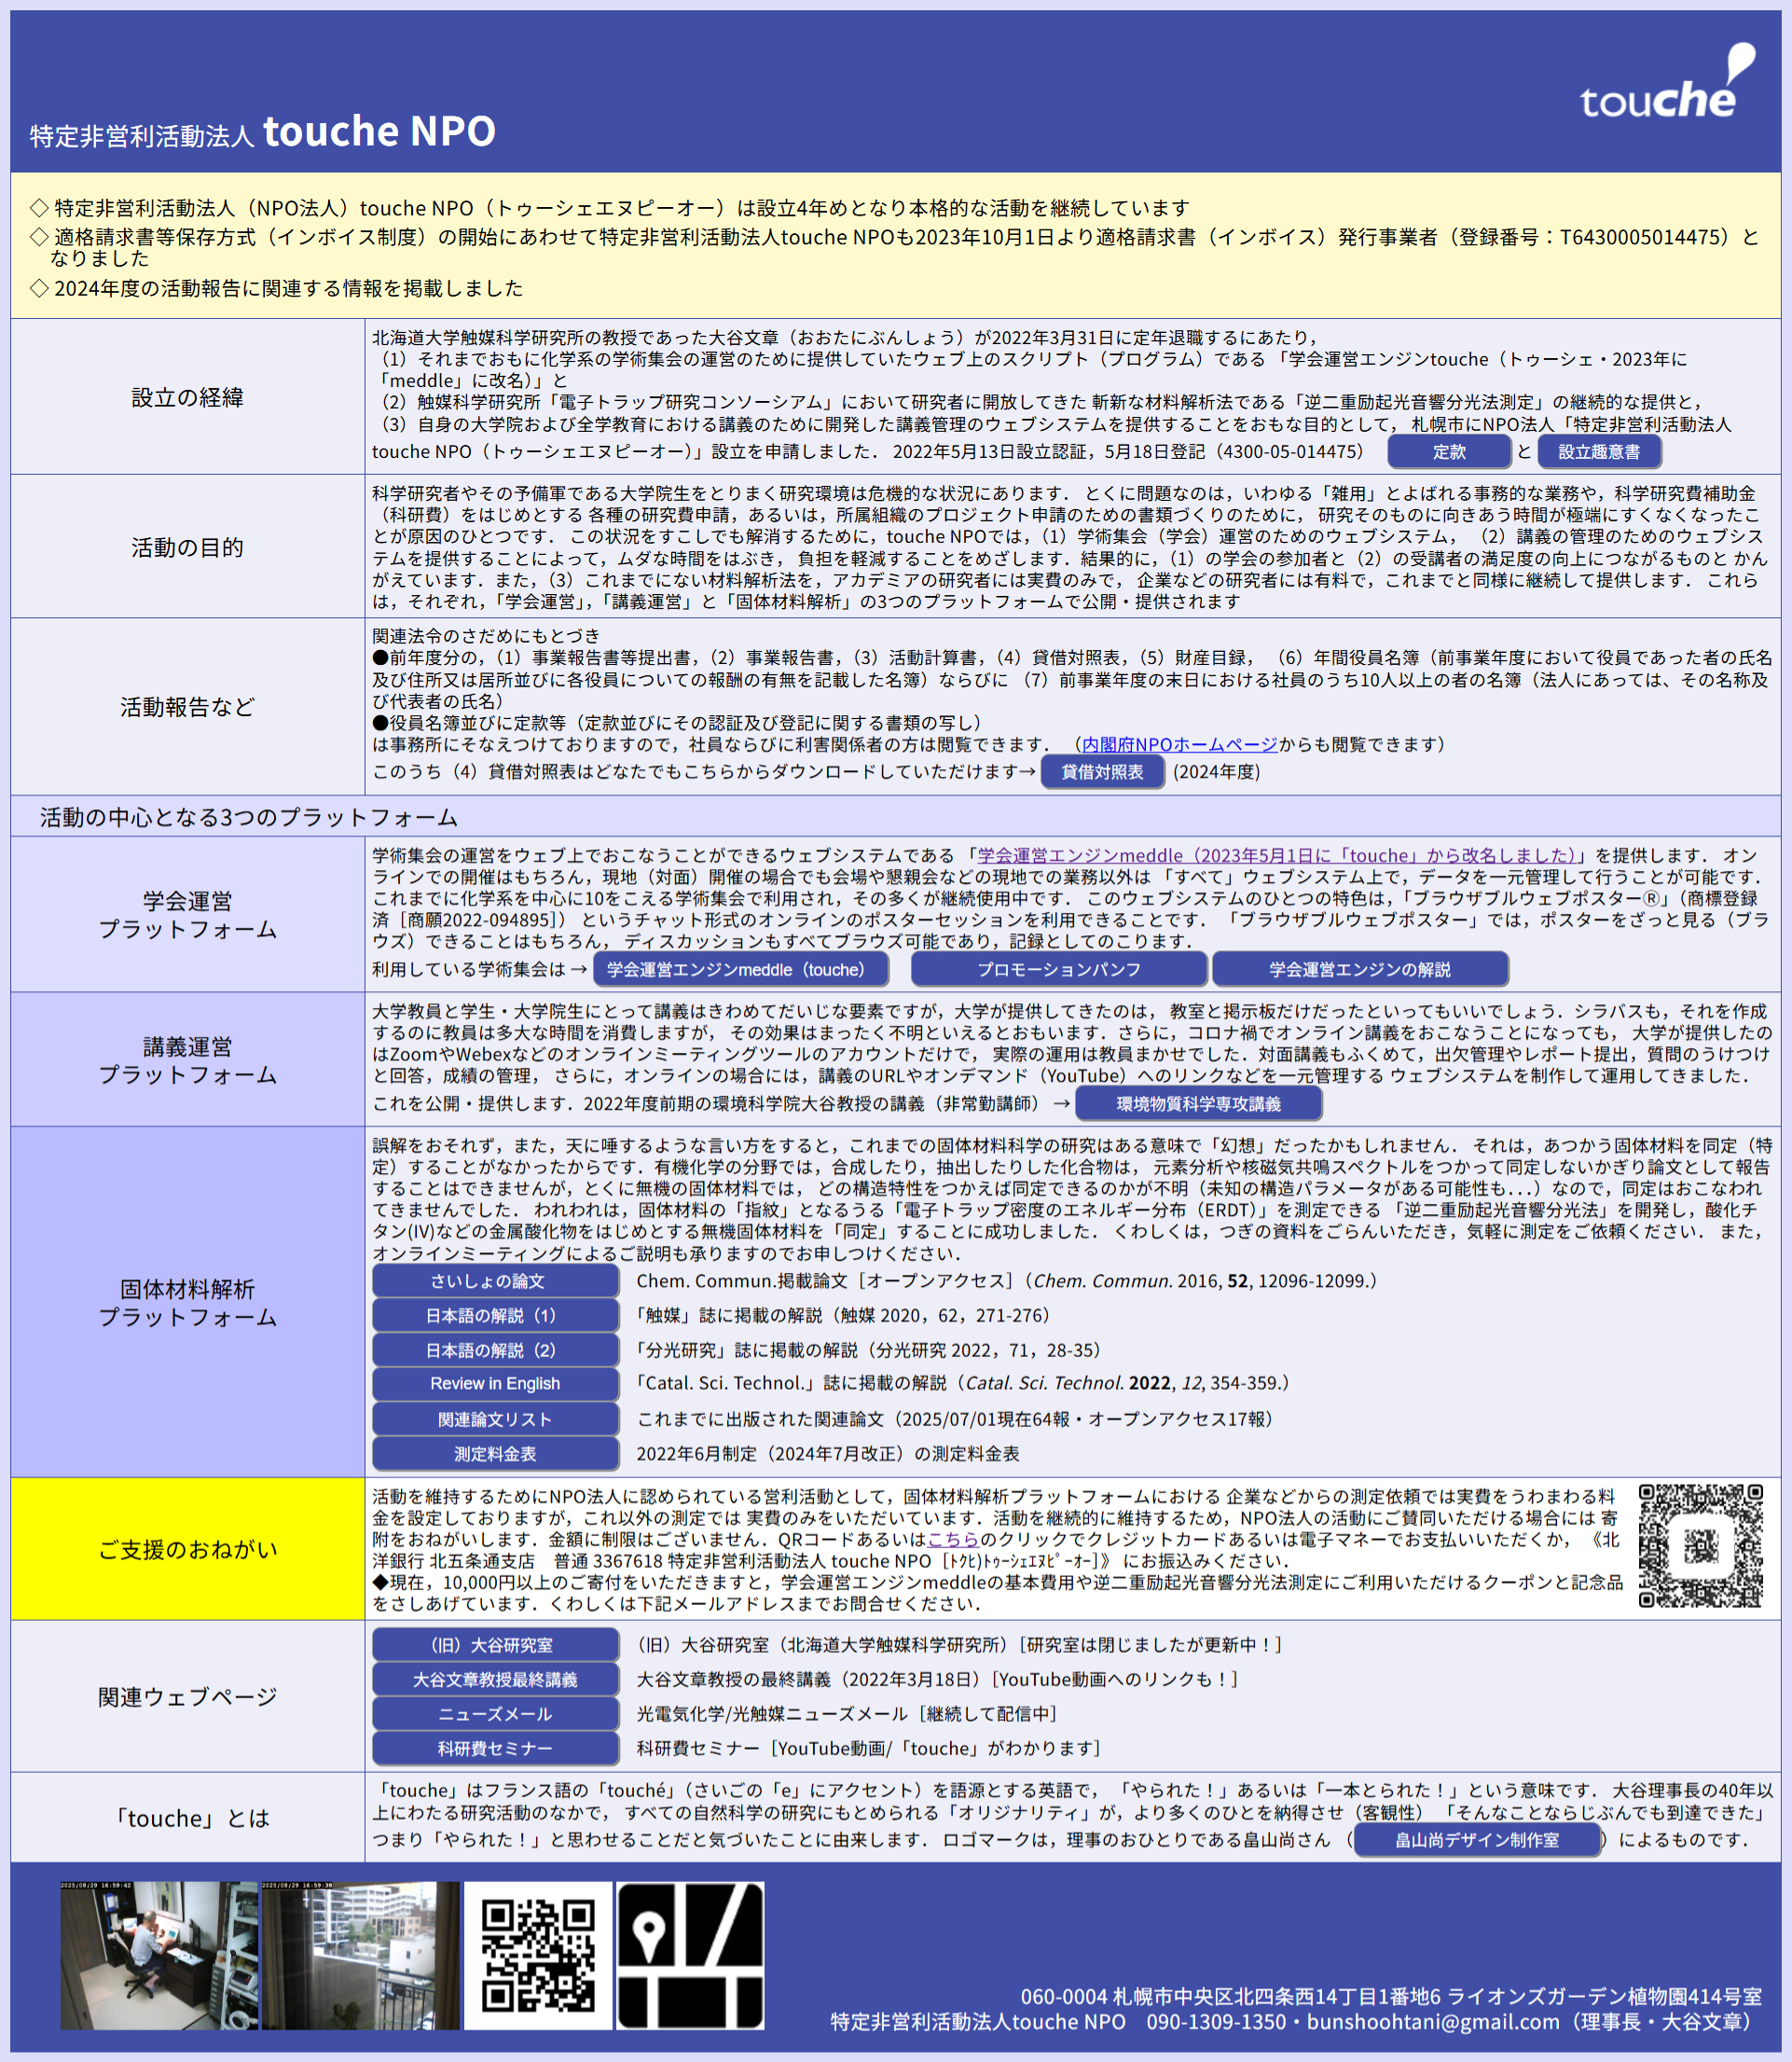 touche
特定非営利活動法人 touche NPO
◇ 特定非営利活動法人（NPO法人）touche NPO（トゥーシェエヌピーオー）は設立4年めとなり本格的な活動を継続しています
◇ 適格請求書等保存方式（インボイス制度）の開始にあわせて特定非営利活動法人touche NPOも2023年10月1日より適格請求書（インボイス）発行事業者（登録番号：T6430005014475）と
なりました
◇ 2024年度の活動報告に関連する情報を掲載しました
設立の経緯
北海道大学触媒科学研究所の教授であった大谷文章（おおたにぶんしょう）が2022年3月31日に定年退職するにあたり，
（1）それまでおもに化学系の学術集会の運営のために提供していたウェブ上のスクリプト（プログラム）である 「学会運営エンジンtouche（トゥーシェ・2023年に
「meddle」に改名）」と
（2）触媒科学研究所「電子トラップ研究コンソーシアム」において研究者に開放してきた 斬新な材料解析法である「逆二重励起光音響分光法測定」の継続的な提供と，
（3）自身の大学院および全学教育における講義のために開発した講義管理のウェブシステムを提供することをおもな目的として， 札幌市にNPO法人「特定非営利活動法人
touche NPO（トゥーシェエヌピーオー）」設立を申請しました． 2022年5月13日設立認証，5月18日登記（4300-05-014475） 定款 と 設立趣意書
活動の目的
科学研究者やその予備軍である大学院生をとりまく研究環境は危機的な状況にあります． とくに問題なのは，いわゆる「雑用」とよばれる事務的な業務や，科学研究費補助金
（科研費）をはじめとする 各種の研究費申請，あるいは，所属組織のプロジェクト申請のための書類づくりのために， 研究そのものに向きあう時間が極端にすくなくなったこ
とが原因のひとつです． この状況をすこしでも解消するために，touche NPOでは，（1）学術集会（学会）運営のためのウェブシステム， （2）講義の管理のためのウェブシス
テムを提供することによって，ムダな時間をはぶき， 負担を軽減することをめざします．結果的に，（1）の学会の参加者と（2）の受講者の満足度の向上につながるものと かん
がえています．また，（3）これまでにない材料解析法を，アカデミアの研究者には実費のみで， 企業などの研究者には有料で，これまでと同様に継続して提供します． これら
は，それぞれ，「学会運営」，「講義運営」と「固体材料解析」の3つのプラットフォームで公開・提供されます
活動報告など
関連法令のさだめにもとづき
●前年度分の，（1）事業報告書等提出書，（2）事業報告書，（3）活動計算書，（4）貸借対照表，（5）財産目録， （6）年間役員名簿（前事業年度において役員であった者の氏名
及び住所又は居所並びに各役員についての報酬の有無を記載した名簿）ならびに （7）前事業年度の末日における社員のうち10人以上の者の名簿（法人にあっては、その名称及
び代表者の氏名）
●役員名簿並びに定款等（定款並びにその認証及び登記に関する書類の写し）
は事務所にそなえつけておりますので，社員ならびに利害関係者の方は閲覧できます． （内閣府NPOホームページからも閲覧できます）
このうち（4）貸借対照表はどなたでもこちらからダウンロードしていただけます→ 貸借対照表 (2024年度)
活動の中心となる3つのプラットフォーム
学会運営
プラットフォーム
学術集会の運営をウェブ上でおこなうことができるウェブシステムである 「学会運営エンジンmeddle（2023年5月1日に「touche」から改名しました）」を提供します． オン
ラインでの開催はもちろん，現地（対面）開催の場合でも会場や懇親会などの現地での業務以外は 「すべて」ウェブシステム上で，データを一元管理して行うことが可能です．
これまでに化学系を中心に10をこえる学術集会で利用され，その多くが継続使用中です． このウェブシステムのひとつの特色は，「ブラウザブルウェブポスター®」（商標登録
済［商願2022-094895］） というチャット形式のオンラインのポスターセッションを利用できることです． 「ブラウザブルウェブポスター」では，ポスターをざっと見る（ブラ
ウズ）できることはもちろん， ディスカッションもすべてブラウズ可能であり，記録としてのこります．
利用している学術集会は → 学会運営エンジンmeddle（touche） プロモーションパンフ 学会運営エンジンの解説
講義運営
プラットフォーム
大学教員と学生・大学院生にとって講義はきわめてだいじな要素ですが，大学が提供してきたのは， 教室と掲示板だけだったといってもいいでしょう．シラバスも，それを作成
するのに教員は多大な時間を消費しますが， その効果はまったく不明といえるとおもいます．さらに，コロナ禍でオンライン講義をおこなうことになっても， 大学が提供したの
はZoomやWebexなどのオンラインミーティングツールのアカウントだけで， 実際の運用は教員まかせでした．対面講義もふくめて，出欠管理やレポート提出，質問のうけつけ
と回答，成績の管理， さらに，オンラインの場合には，講義のURLやオンデマンド（YouTube）へのリンクなどを一元管理する ウェブシステムを制作して運用してきました．
これを公開・提供します．2022年度前期の環境科学院大谷教授の講義（非常勤講師） → 環境物質科学専攻講義
固体材料解析
プラットフォーム
誤解をおそれず，また，天に唾するような言い方をすると，これまでの固体材料科学の研究はある意味で「幻想」だったかもしれません． それは，あつかう固体材料を同定（特
定）することがなかったからです．有機化学の分野では，合成したり，抽出したりした化合物は， 元素分析や核磁気共鳴スペクトルをつかって同定しないかぎり論文として報告
することはできませんが，とくに無機の固体材料では， どの構造特性をつかえば同定できるのかが不明（未知の構造パラメータがある可能性も...）なので，同定はおこなわれ
てきませんでした． われわれは，固体材料の「指紋」となるうる「電子トラップ密度のエネルギー分布（ERDT）」を測定できる 「逆二重励起光音響分光法」を開発し，酸化チ
タン(IV)などの金属酸化物をはじめとする無機固体材料を「同定」することに成功しました． くわしくは，つぎの資料をごらんいただき，気軽に測定をご依頼ください． また，
オンラインミーティングによるご説明も承りますのでお申しつけください．
さいしょの論文 Chem. Commun.掲載論文［オープンアクセス］（Chem. Commun. 2016, 52, 12096-12099.）
日本語の解説（1） 「触媒」誌に掲載の解説（触媒 2020，62，271-276）
日本語の解説（2） 「分光研究」誌に掲載の解説（分光研究 2022，71，28-35）
Review in English 「Catal. Sci. Technol.」誌に掲載の解説（Catal. Sci. Technol. 2022, 12, 354-359.）
関連論文リスト これまでに出版された関連論文（2025/07/01現在64報・オープンアクセス17報）
測定料金表 2022年6月制定（2024年7月改正）の測定料金表
ご支援のおねがい
活動を維持するためにNPO法人に認められている営利活動として，固体材料解析プラットフォームにおける 企業などからの測定依頼では実費をうわまわる料
金を設定しておりますが，これ以外の測定では 実費のみをいただいています．活動を継続的に維持するため，NPO法人の活動にご賛同いただける場合には 寄
附をおねがいします．金額に制限はございません．QRコードあるいはこちらのクリックでクレジットカードあるいは電子マネーでお支払いいただくか， 《北
洋銀行 北五条通支店　普通 3367618 特定非営利活動法人 touche NPO［ﾄｸﾋ)ﾄｩｰｼｪｴﾇﾋﾟｰｵｰ]》 にお振込みください．
◆現在，10,000円以上のご寄付をいただきますと，学会運営エンジンmeddleの基本費用や逆二重励起光音響分光法測定にご利用いただけるクーポンと記念品
をさしあげています．くわしくは下記メールアドレスまでお問合せください．
関連ウェブページ
（旧）大谷研究室 （旧）大谷研究室（北海道大学触媒科学研究所）［研究室は閉じましたが更新中！］
大谷文章教授最終講義 大谷文章教授の最終講義（2022年3月18日）［YouTube動画へのリンクも！］
ニューズメール 光電気化学/光触媒ニューズメール［継続して配信中］
科研費セミナー 科研費セミナー［YouTube動画/「touche」がわかります］
「touche」とは
「touche」はフランス語の「touché」（さいごの「e」にアクセント）を語源とする英語で， 「やられた！」あるいは「一本とられた！」という意味です． 大谷理事長の40年以
上にわたる研究活動のなかで， すべての自然科学の研究にもとめられる「オリジナリティ」が，より多くのひとを納得させ（客観性） 「そんなことならじぶんでも到達できた」
つまり「やられた！」と思わせることだと気づいたことに由来します． ロゴマークは，理事のおひとりである畠山尚さん （畠山尚デザイン制作室）によるものです．
2025/08/29 16:59:42
2025/08/29 16:59:38
060-0004 札幌市中央区北四条西14丁目1番地6 ライオンズガーデン植物園414号室
特定非営利活動法人touche NPO　090-1309-1350・bunshoohtani@gmail.com（理事長・大谷文章）